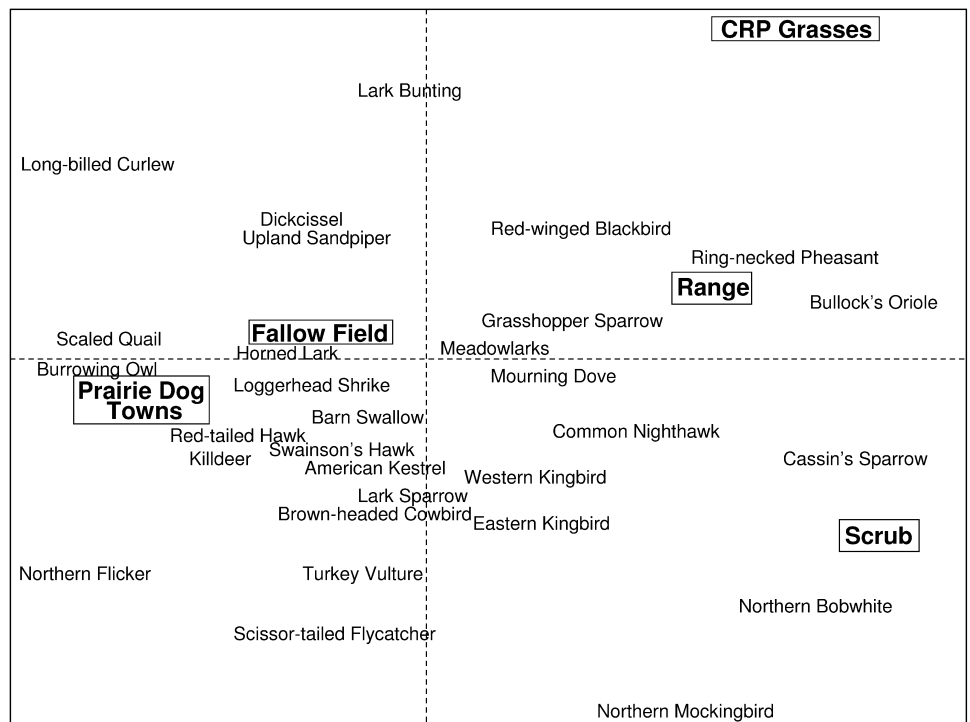 CRP Grasses
Lark Bunting
Long-billed Curlew
Dickcissel
Red-winged Blackbird
Upland Sandpiper
Ring-necked Pheasant
Range
Bullock's Oriole
Grasshopper Sparrow
Fallow Field
Scaled Quail
Meadowlarks
Horned Lark
Burrowing Owl
Mourning Dove
Loggerhead Shrike
Prairie Dog
Towns
Barn Swallow
Common Nighthawk
Red-tailed Hawk
Swainson's Hawk
Killdeer
Cassin's Sparrow
American Kestrel
Western Kingbird
Lark Sparrow
Brown-headed Cowbird
Eastern Kingbird
Scrub
Northern Flicker
Turkey Vulture
Northern Bobwhite
Scissor-tailed Flycatcher
Northern Mockingbird